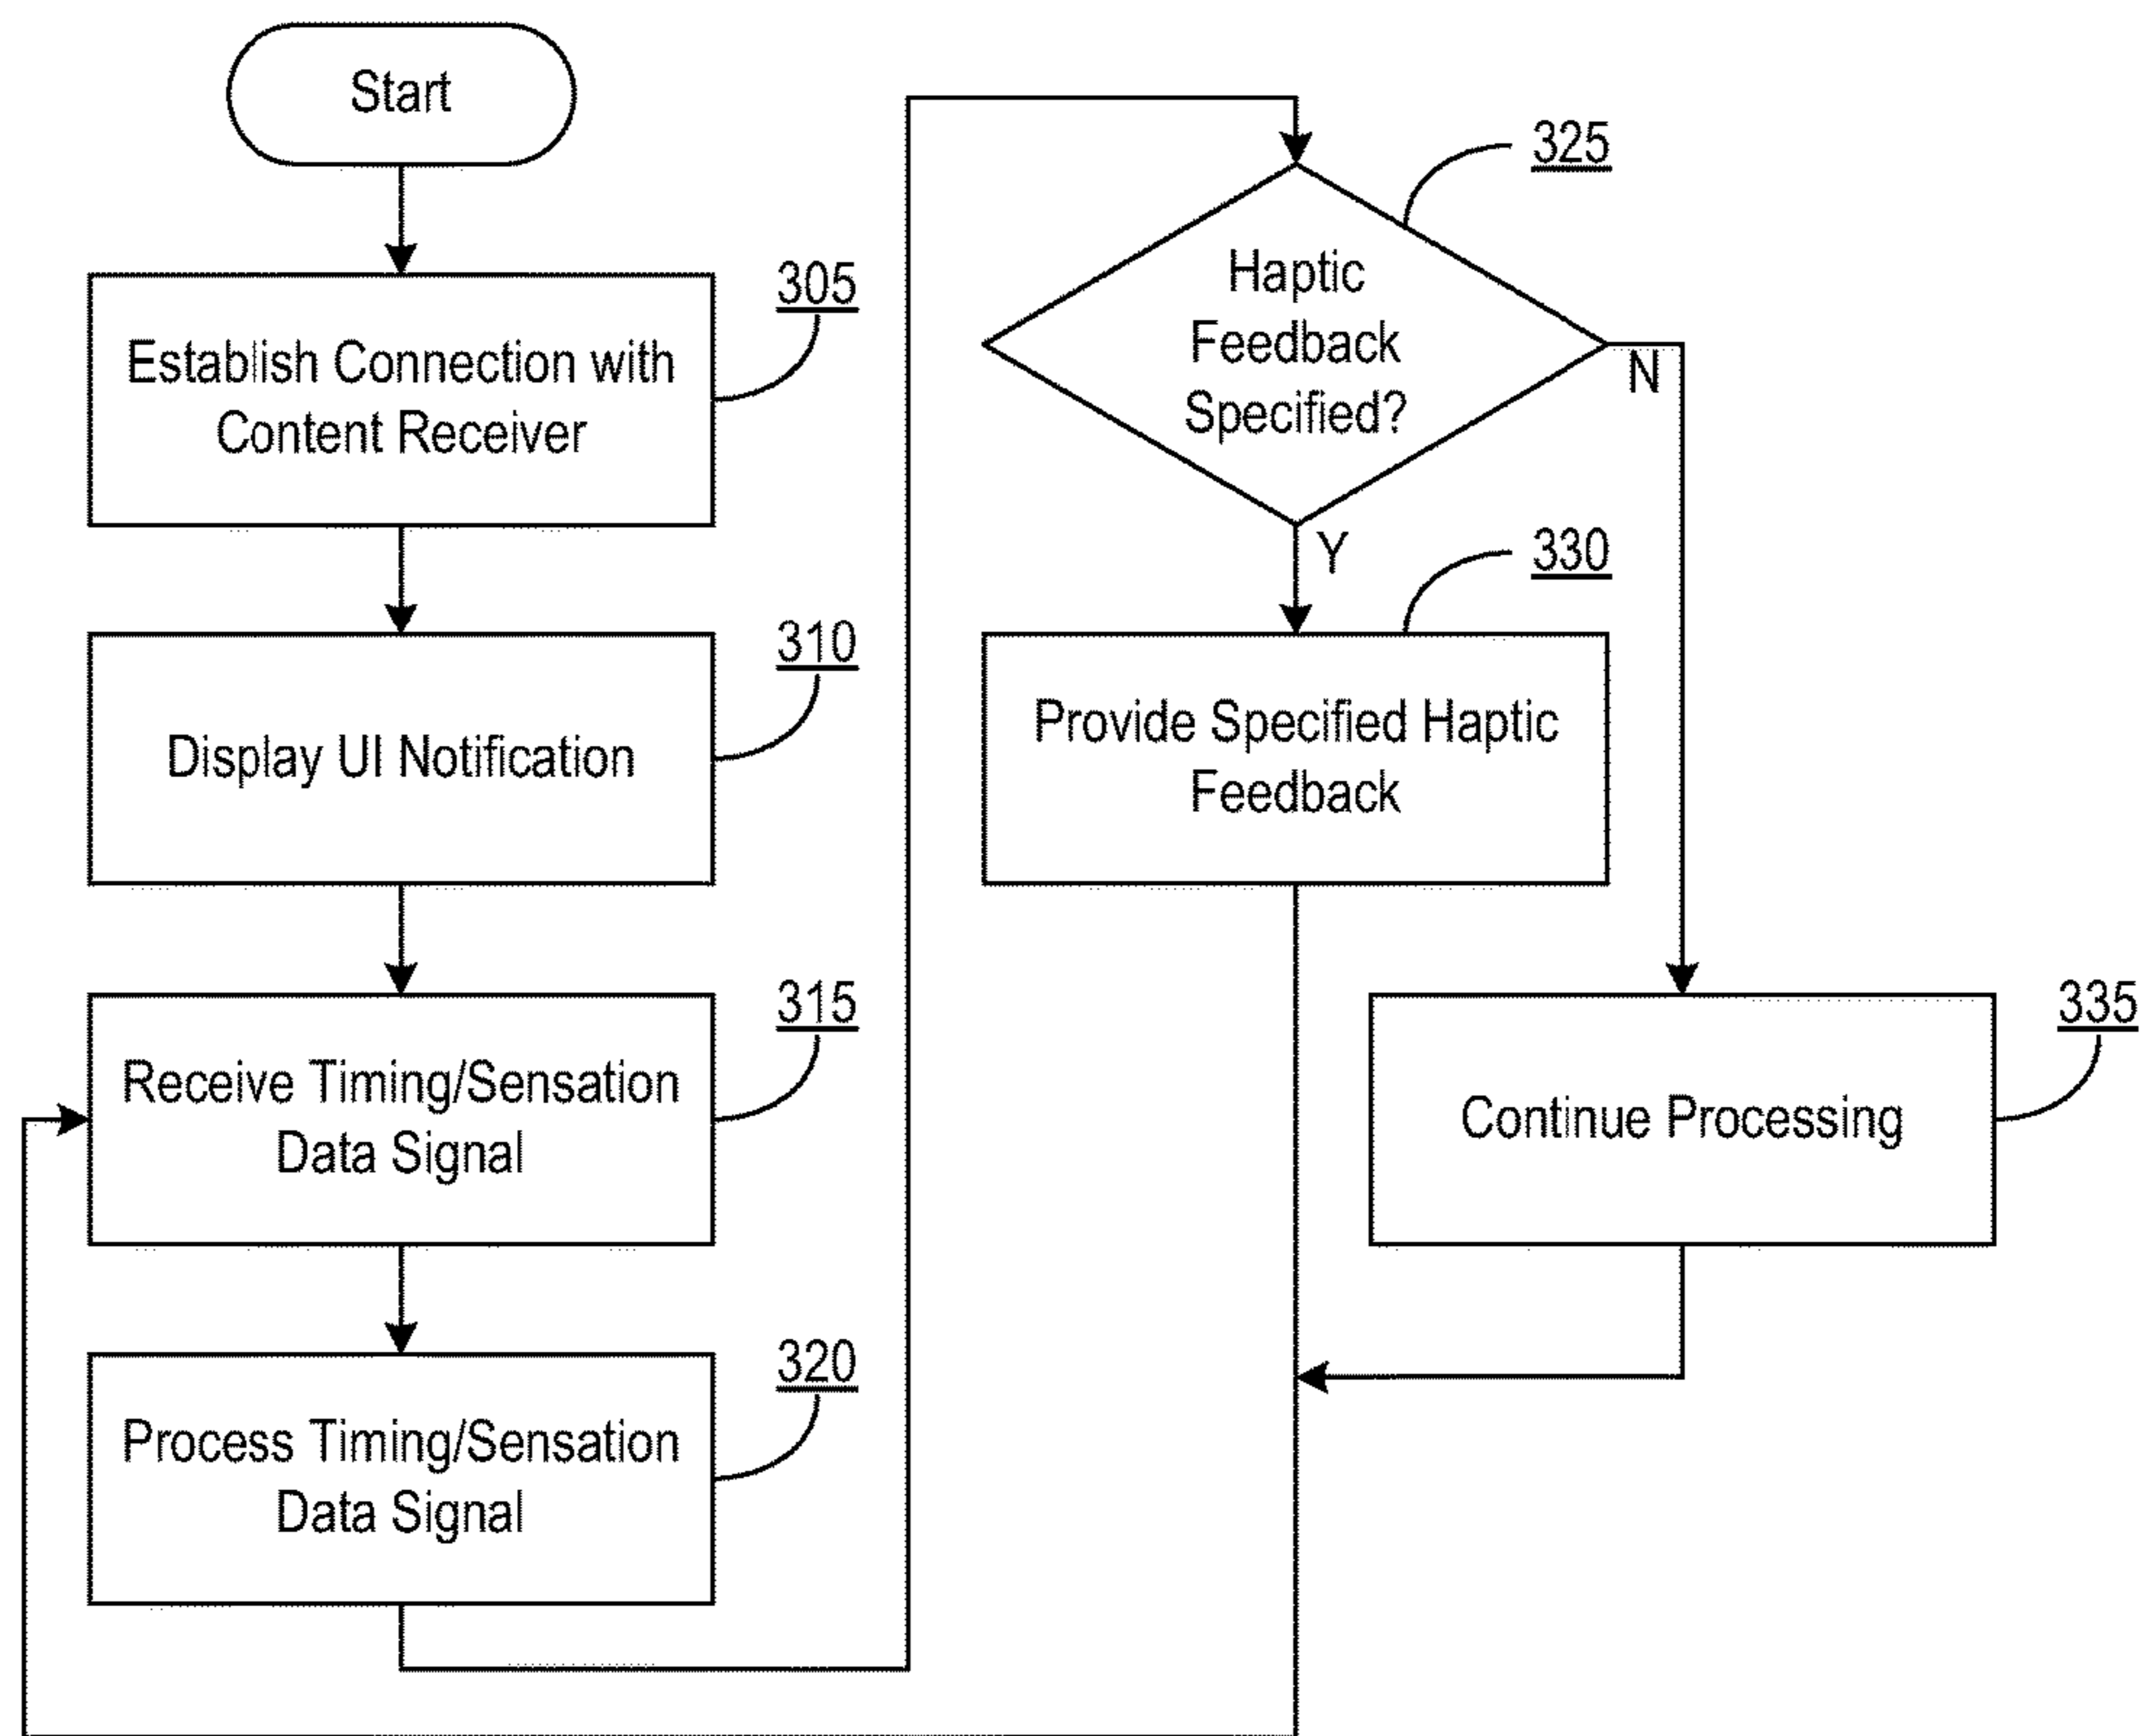 Start
305
Establish Connection with
Content Receiver
310
Display UI Notification
315
Receive Timing/Sensation
Data Signal
320
Process Timing/Sensation
Data Signal
325
Haptic
Feedback
Specified?
N
Y
330
Provide Specified Haptic
Feedback
335
Continue Processing